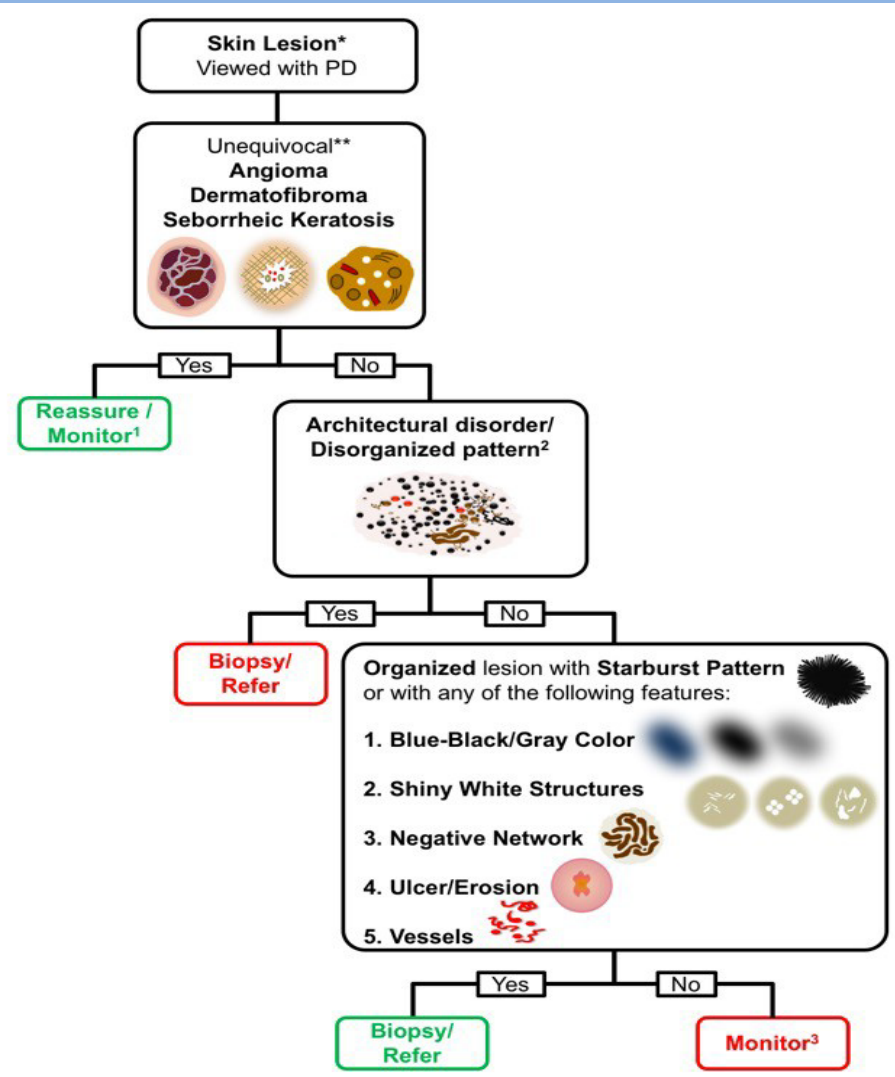 Skin Lesion*
Viewed with PD
Unequivocal**
Angioma
Dermatofibroma
Seborrheic Keratosis
Yes
No
Reassure /
Monitor¹
Architectural disorder/
Disorganized pattern²
Yes
No
Biopsy/
Refer
Organized lesion with Starburst Pattern
or with any of the following features:
1. Blue-Black/Gray Color
2. Shiny White Structures
3. Negative Network
4. Ulcer/Erosion
5. Vessels
Yes
No
Biopsy/
Refer
Monitor³